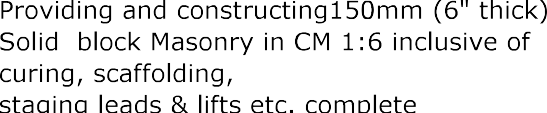 Providing and constructing150mm (6" thick)
Solid  block Masonry in CM 1:6 inclusive of
curing, scaffolding,
staging leads & lifts etc. complete